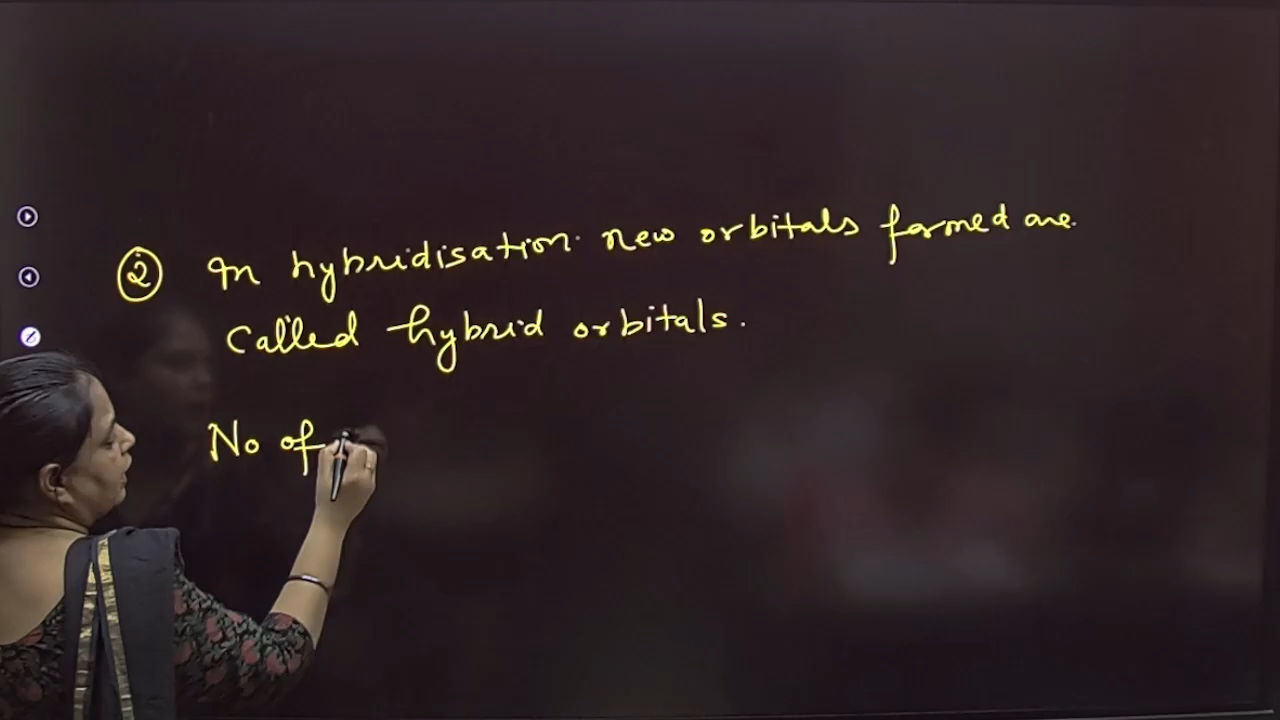 ② In hybridisation new orbitals formed are
called hybrid orbitals.
No of